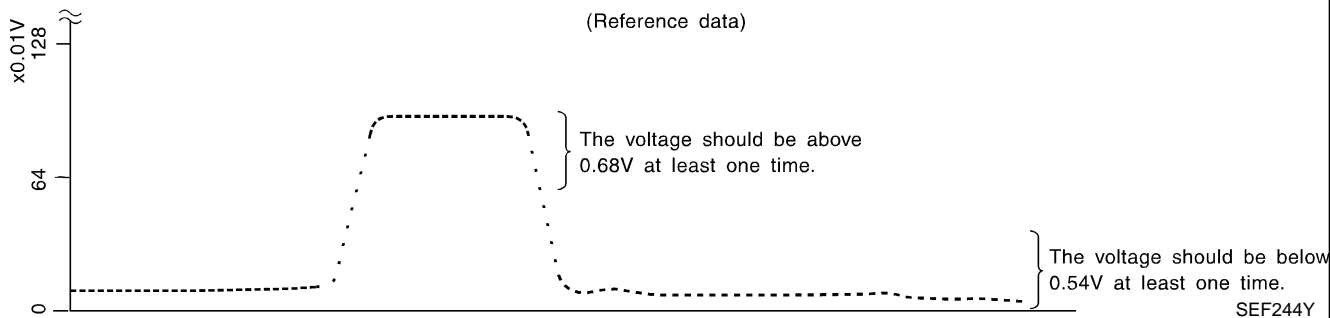 (Reference data)
x0.01V
128
64
0
The voltage should be above
0.68V at least one time.
The voltage should be below
0.54V at least one time.
SEF244Y